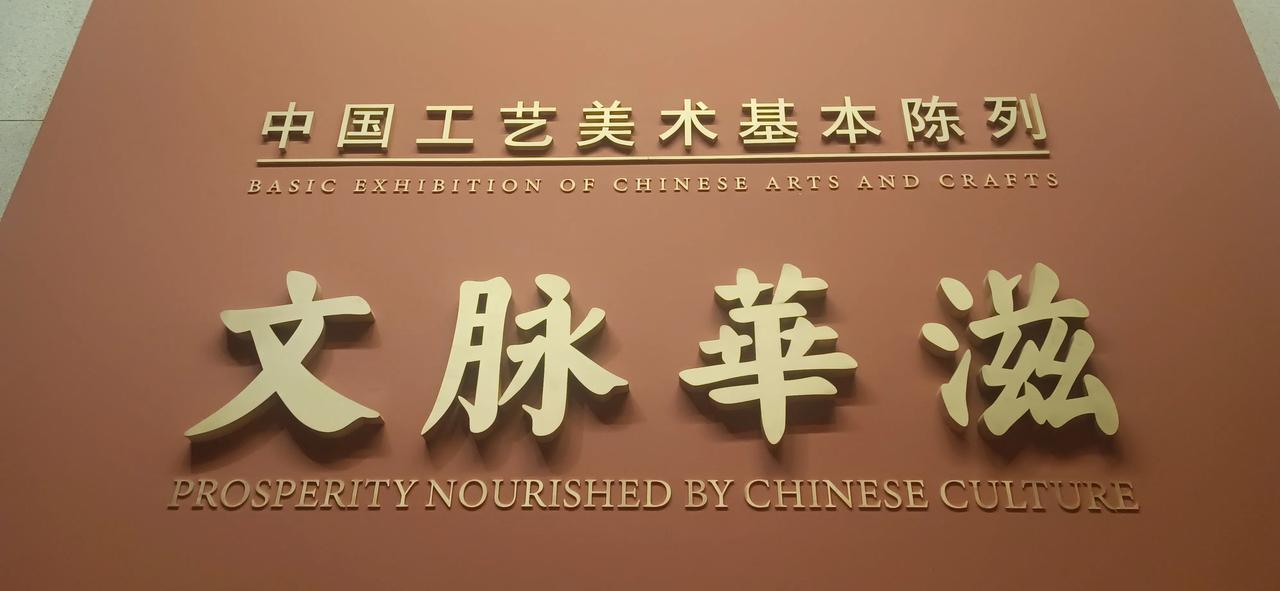 中国工艺美术基本陈列
BASIC EXHIBITION OF CHINESE ARTS AND CRAFTS
文脉華滋
PROSPERITY NOURISHED BY CHINESE CULTURE